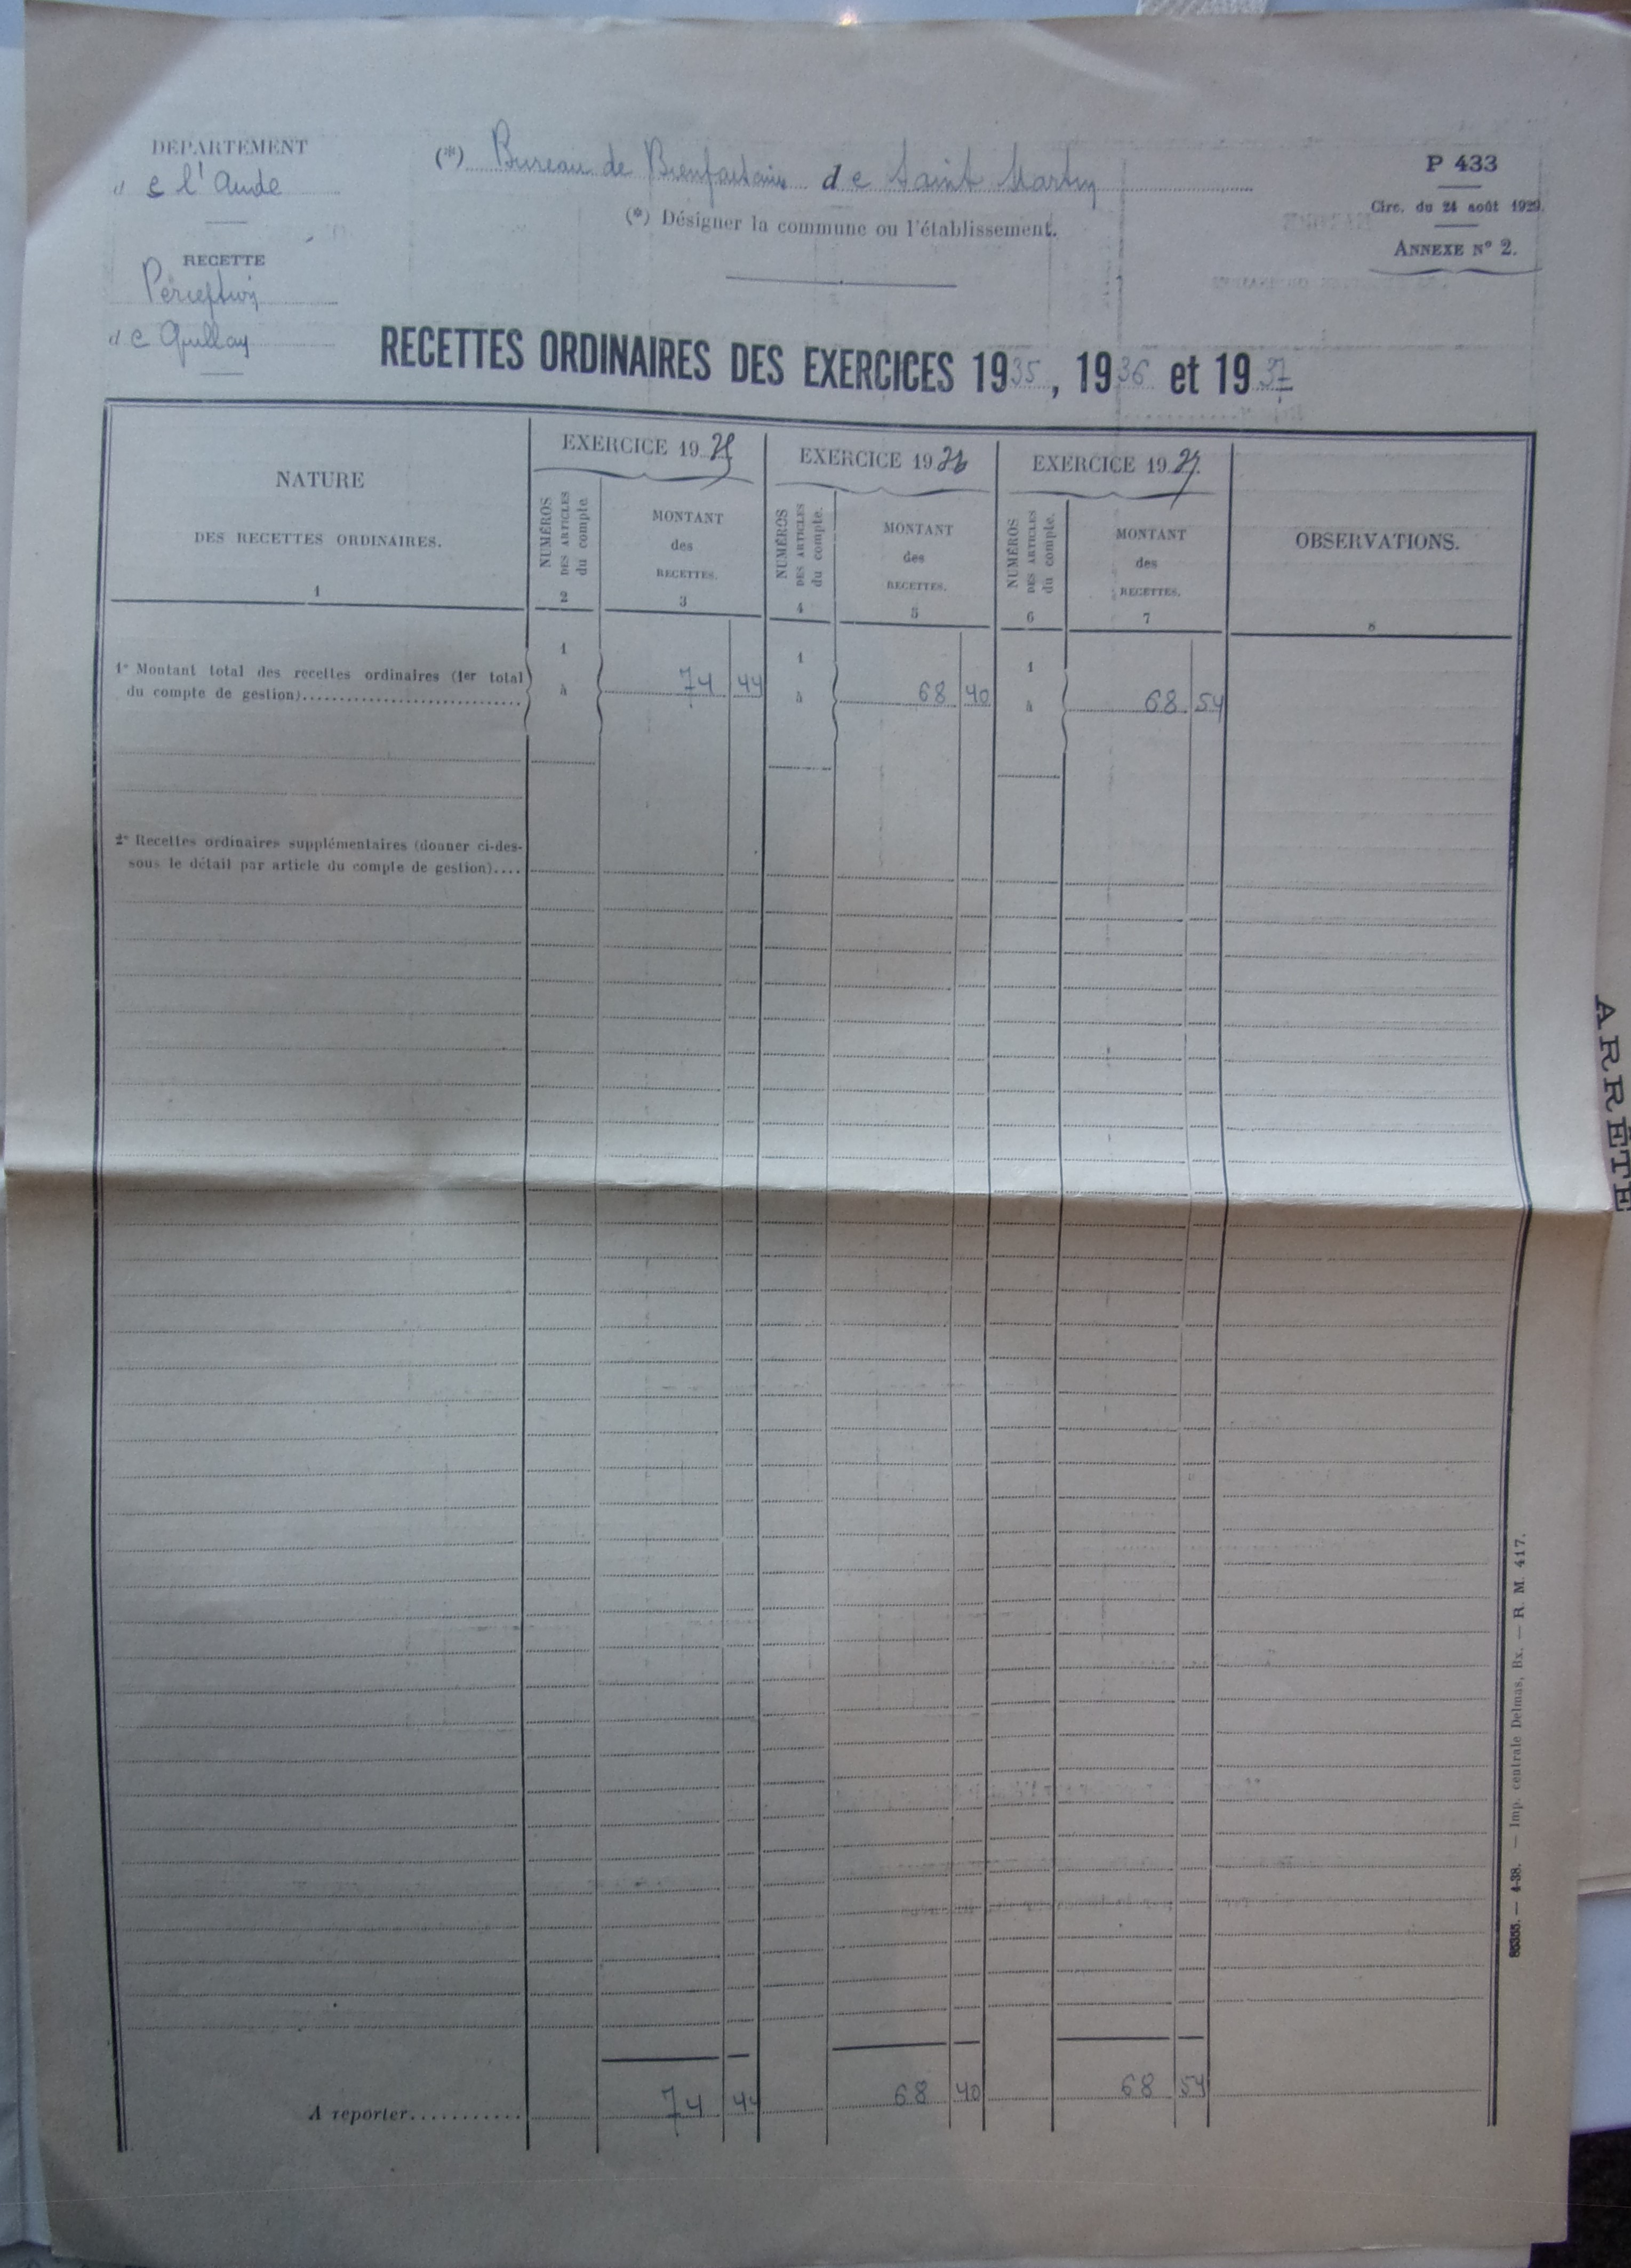 DÉPARTEMENT
de l'Aude
RECETTE
Perception
de
(*) Bureau de Bienfaisance de Saint Martin
(*) Désigner la commune ou l'établissement.
P 433
Circ. du 24 août 1929.
ANNEXE N° 2.
RECETTES ORDINAIRES DES EXERCICES 1935, 1936 et 1937
NATURE
DES RECETTES ORDINAIRES.
1
EXERCICE 1935
NUMÉROS
DES ARTICLES
du compte.
2
MONTANT
des
RECETTES.
3
EXERCICE 1936
NUMÉROS
DES ARTICLES
du compte.
4
MONTANT
des
RECETTES.
5
EXERCICE 1937
NUMÉROS
DES ARTICLES
du compte.
6
MONTANT
des
RECETTES.
7
OBSERVATIONS.
8
1° Montant total des recettes ordinaires (1er total
du compte de gestion)
1 à 74 44
1 à 68 40
1 à 68 54
2° Recettes ordinaires supplémentaires (donner ci-des-
sous le détail par article du compte de gestion)....
A reporter........... 74 44 68 40 68 54
4-38. — Imp. centrale Delmas, Bx. — R. M. 417.
ARRÊTE